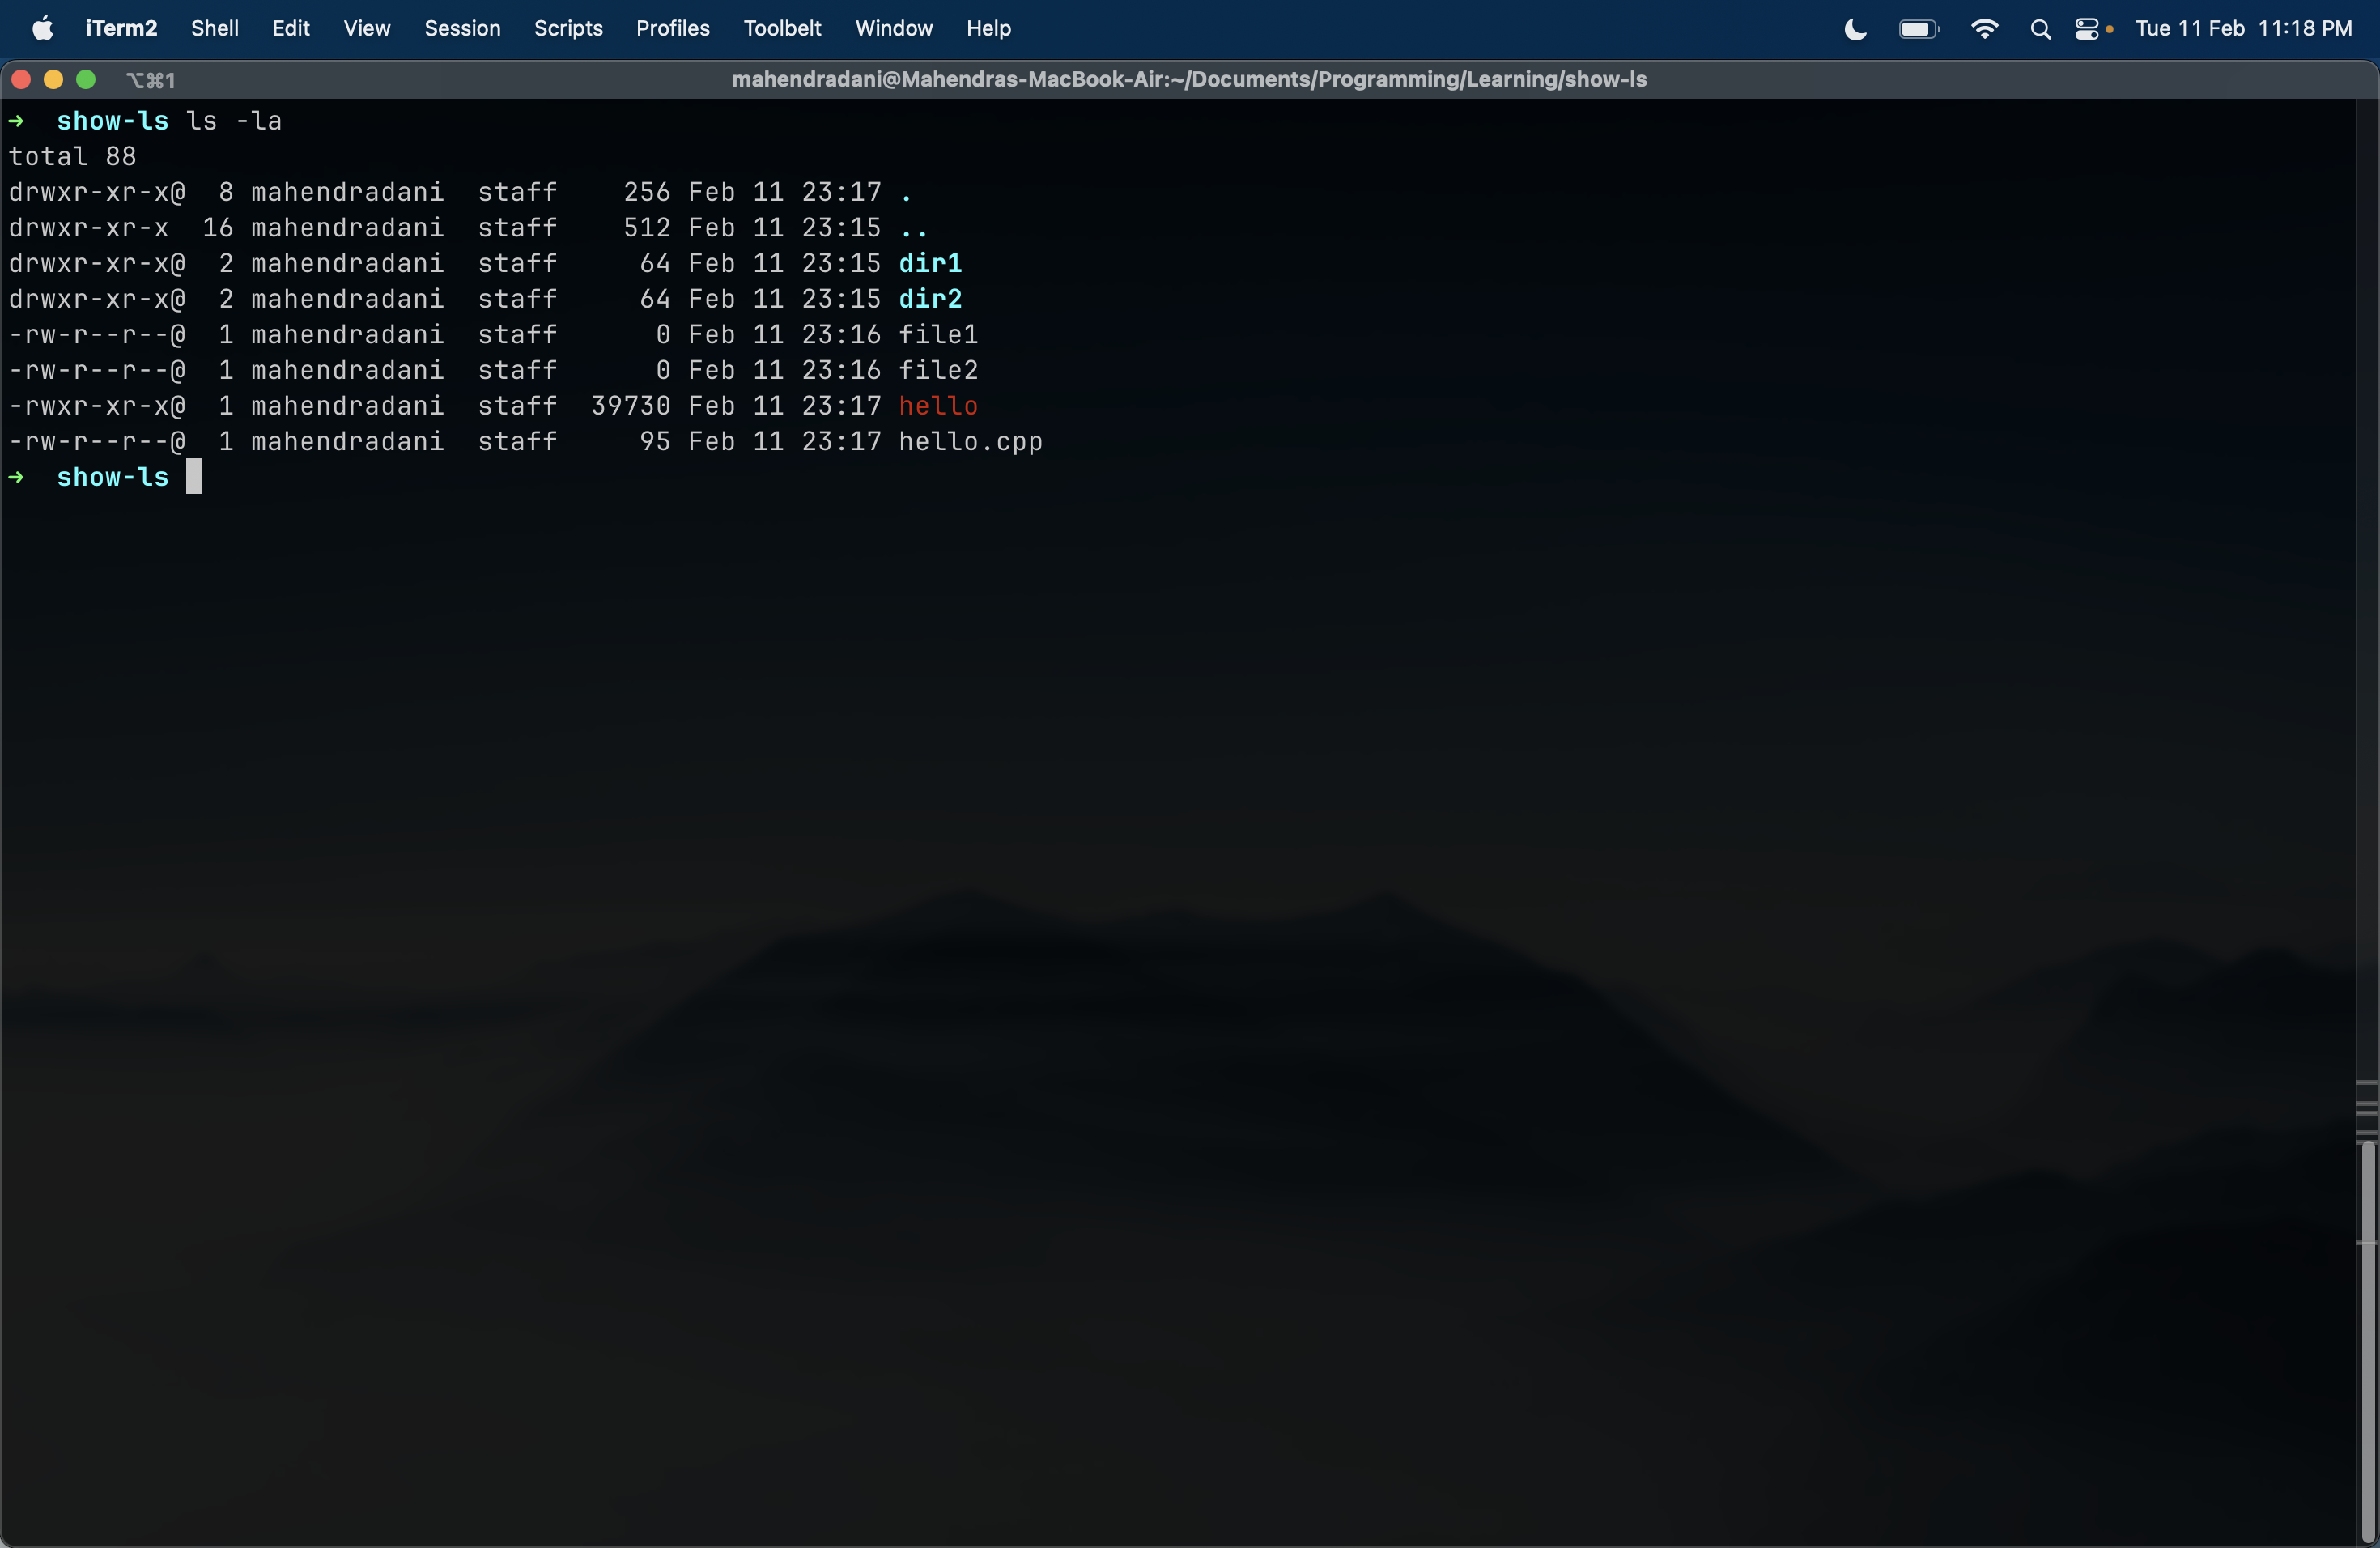 iTerm2 Shell Edit View Session Scripts Profiles Toolbelt Window Help Tue 11 Feb 11:18 PM
⌥⌘1 mahendradani@Mahendras-MacBook-Air:~/Documents/Programming/Learning/show-ls
➜  show-ls ls -la
total 88
drwxr-xr-x@  8 mahendradani  staff    256 Feb 11 23:17 .
drwxr-xr-x  16 mahendradani  staff    512 Feb 11 23:15 ..
drwxr-xr-x@  2 mahendradani  staff     64 Feb 11 23:15 dir1
drwxr-xr-x@  2 mahendradani  staff     64 Feb 11 23:15 dir2
-rw-r--r--@  1 mahendradani  staff      0 Feb 11 23:16 file1
-rw-r--r--@  1 mahendradani  staff      0 Feb 11 23:16 file2
-rwxr-xr-x@  1 mahendradani  staff  39730 Feb 11 23:17 hello
-rw-r--r--@  1 mahendradani  staff     95 Feb 11 23:17 hello.cpp
➜  show-ls